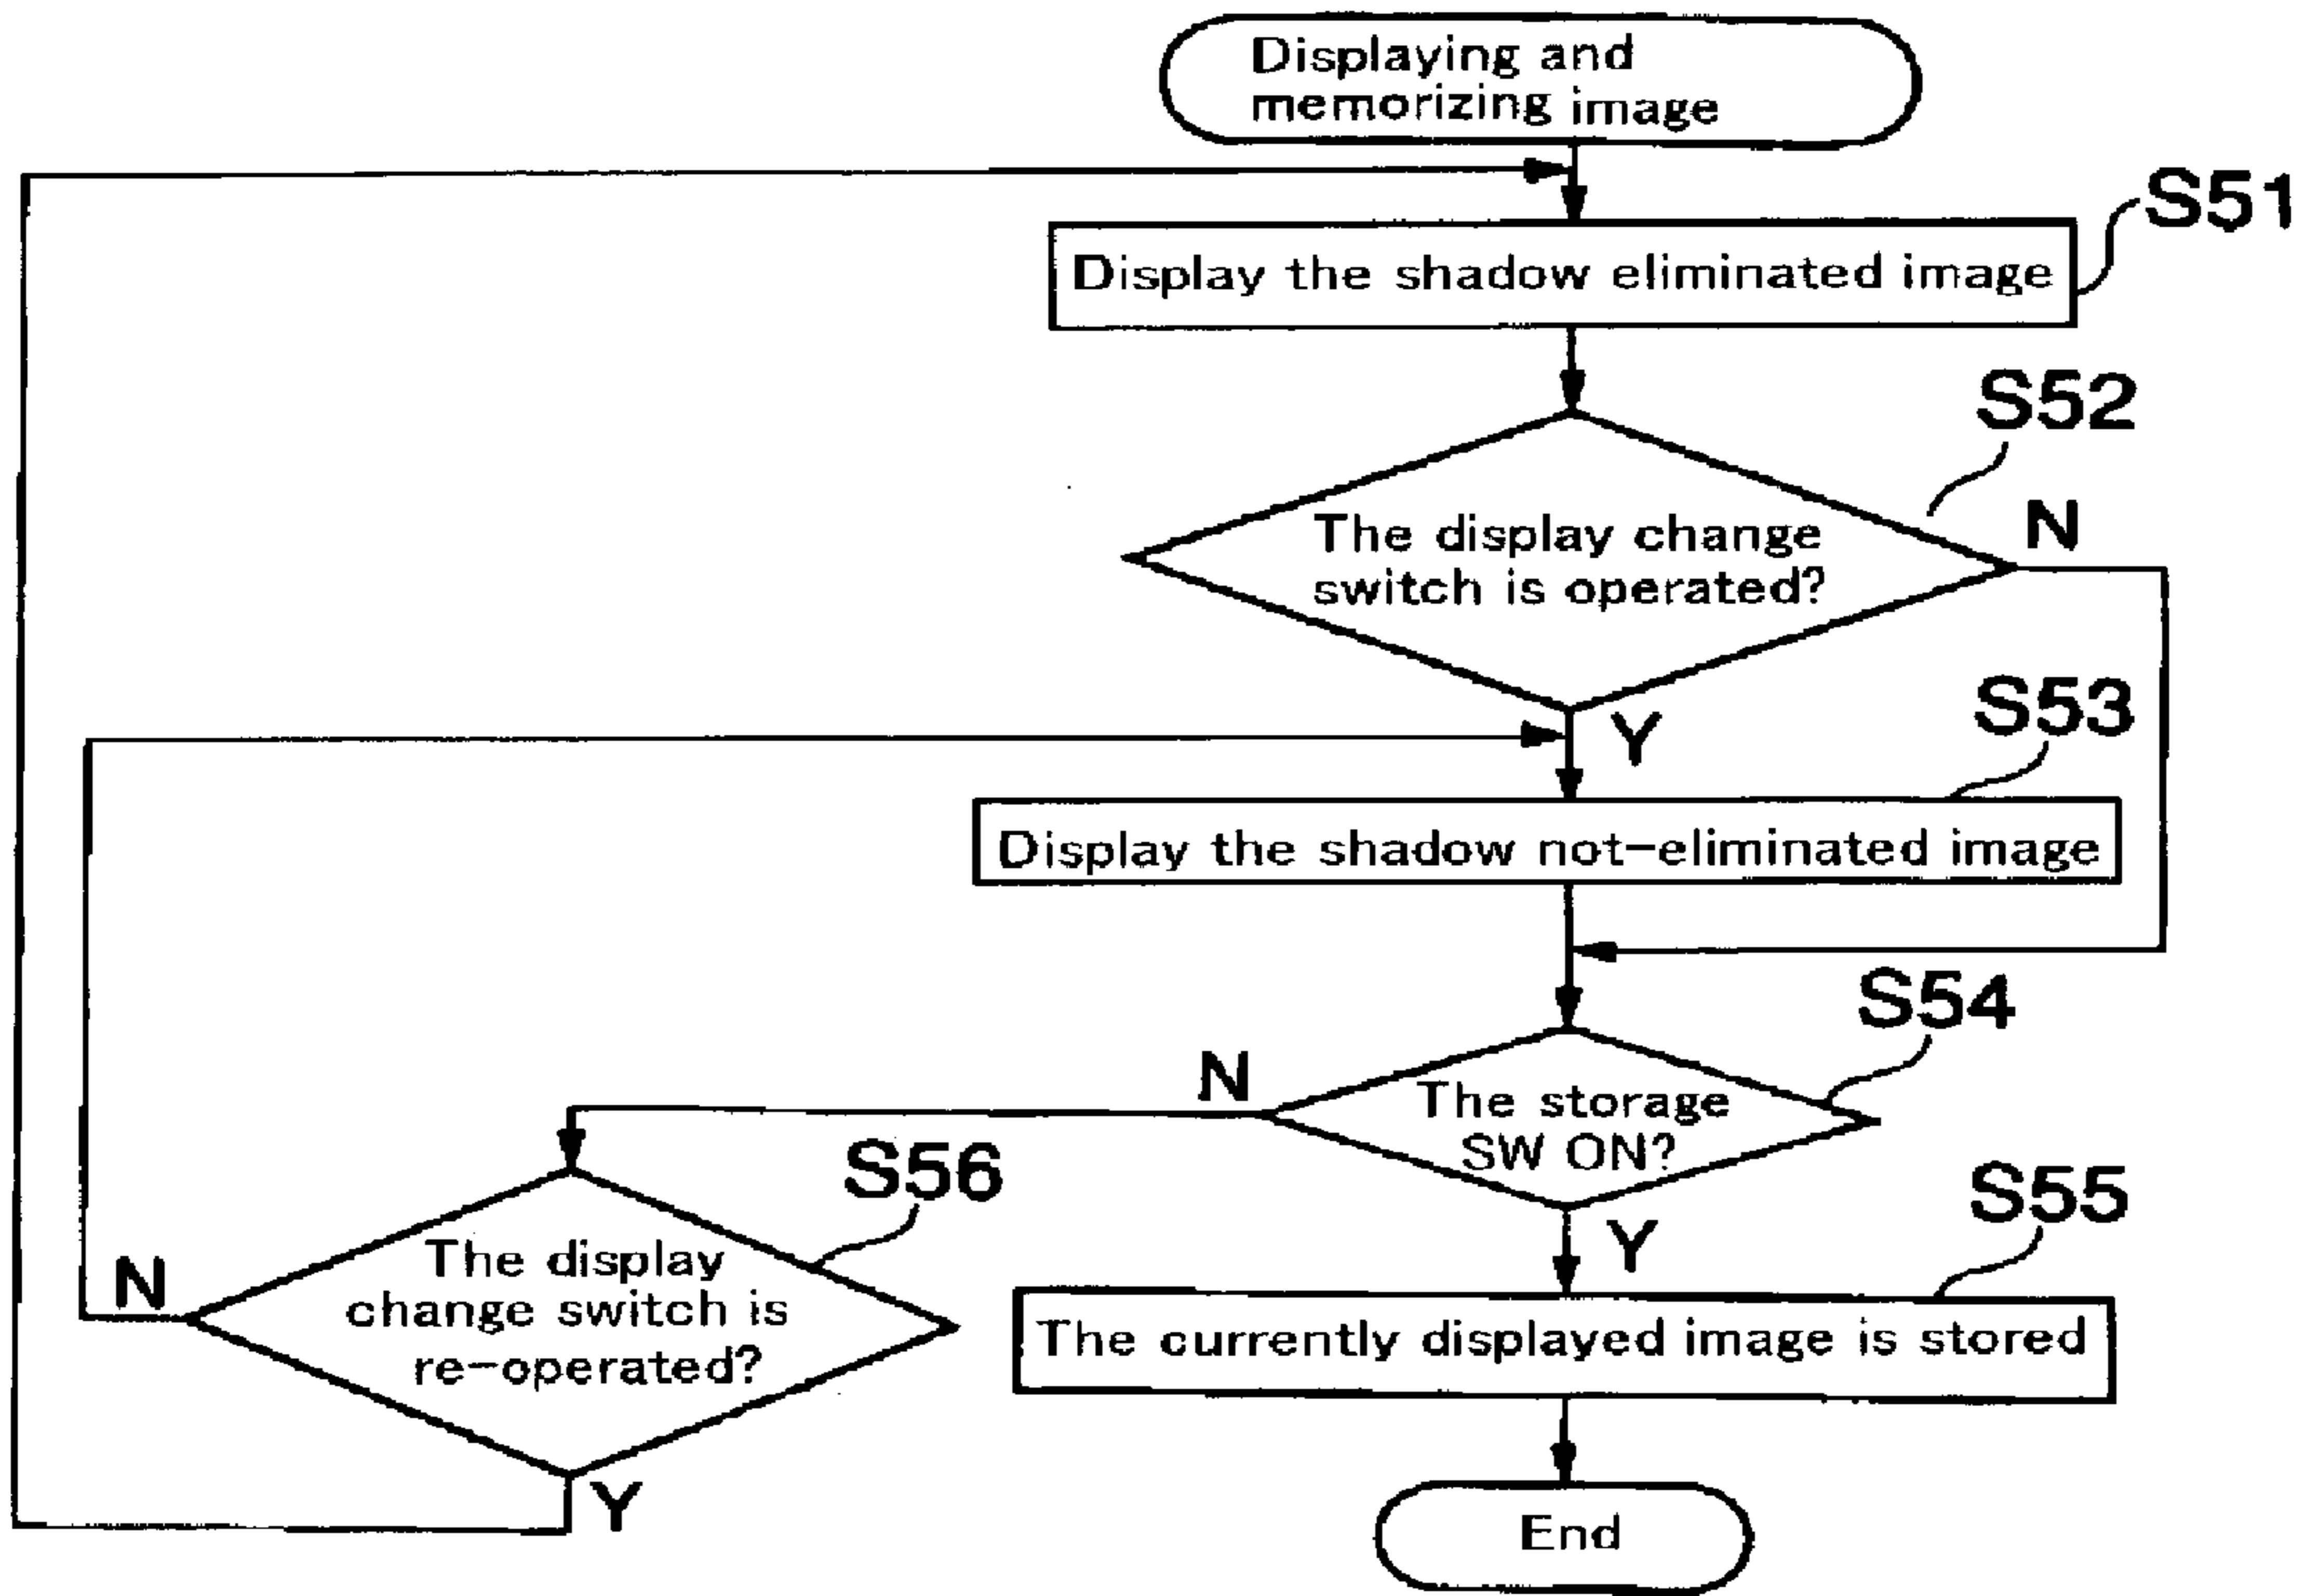 Displaying and
memorizing image
S51
Display the shadow eliminated image
S52
The display change
switch is operated?
N
Y
S53
Display the shadow not-eliminated image
S54
The storage
SW ON?
N
Y
S55
The currently displayed image is stored
S56
The display
change switch is
re-operated?
N
Y
End